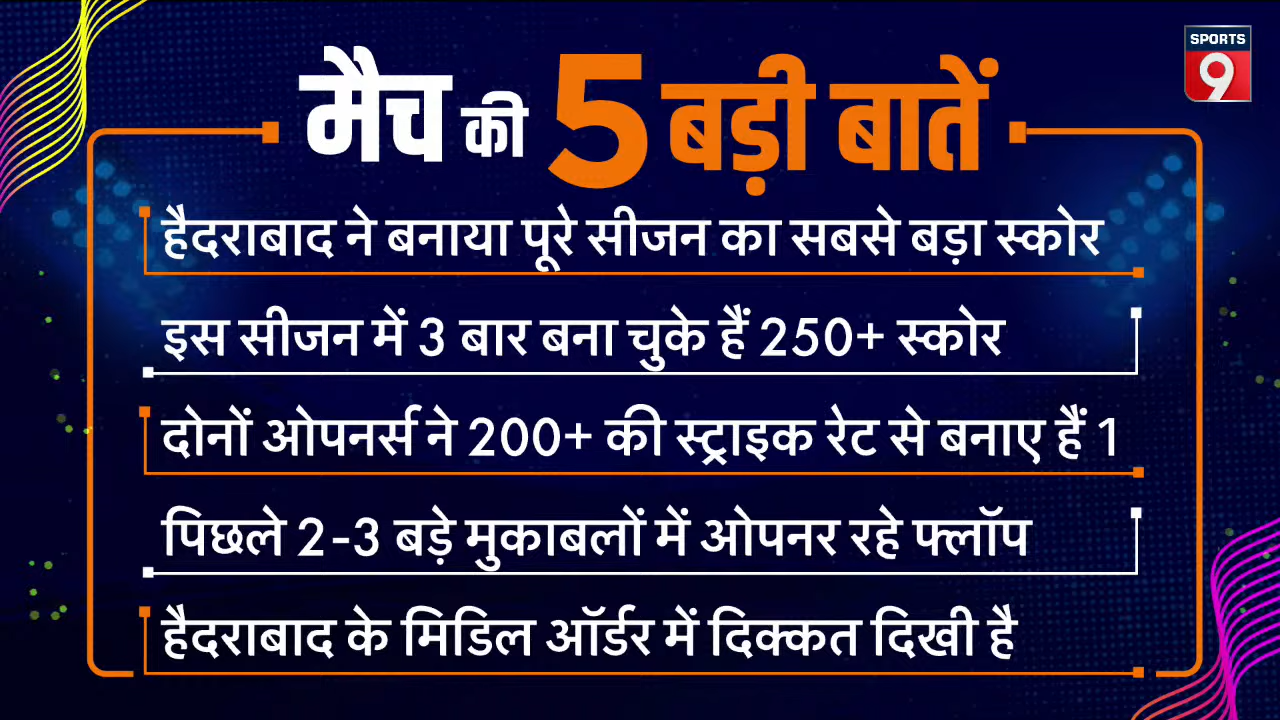 SPORTS
9
मैच की 5 बड़ी बातें
हैदराबाद ने बनाया पूरे सीजन का सबसे बड़ा स्कोर
इस सीजन में 3 बार बना चुके हैं 250+ स्कोर
दोनों ओपनर्स ने 200+ की स्ट्राइक रेट से बनाए हैं 1
पिछले 2-3 बड़े मुकाबलों में ओपनर रहे फ्लॉप
हैदराबाद के मिडिल ऑर्डर में दिक्कत दिखी है